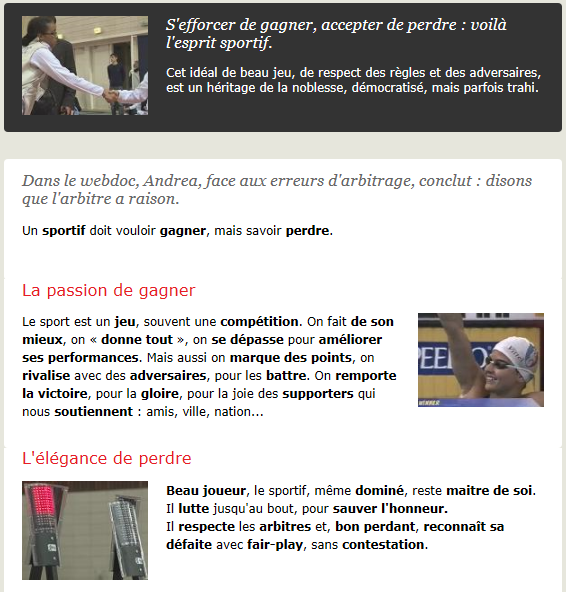 S'efforcer de gagner, accepter de perdre : voilà
l'esprit sportif.
Cet idéal de beau jeu, de respect des règles et des adversaires,
est un héritage de la noblesse, démocratisé, mais parfois trahi.
Dans le webdoc, Andrea, face aux erreurs d'arbitrage, conclut : disons
que l'arbitre a raison.
Un sportif doit vouloir gagner, mais savoir perdre.
La passion de gagner
Le sport est un jeu, souvent une compétition. On fait de son
mieux, on « donne tout », on se dépasse pour améliorer
ses performances. Mais aussi on marque des points, on
rivalise avec des adversaires, pour les battre. On remporte
la victoire, pour la gloire, pour la joie des supporters qui
nous soutiennent : amis, ville, nation...
WINNER
L'élégance de perdre
Beau joueur, le sportif, même dominé, reste maitre de soi.
Il lutte jusqu'au bout, pour sauver l'honneur.
Il respecte les arbitres et, bon perdant, reconnaît sa
défaite avec fair-play, sans contestation.